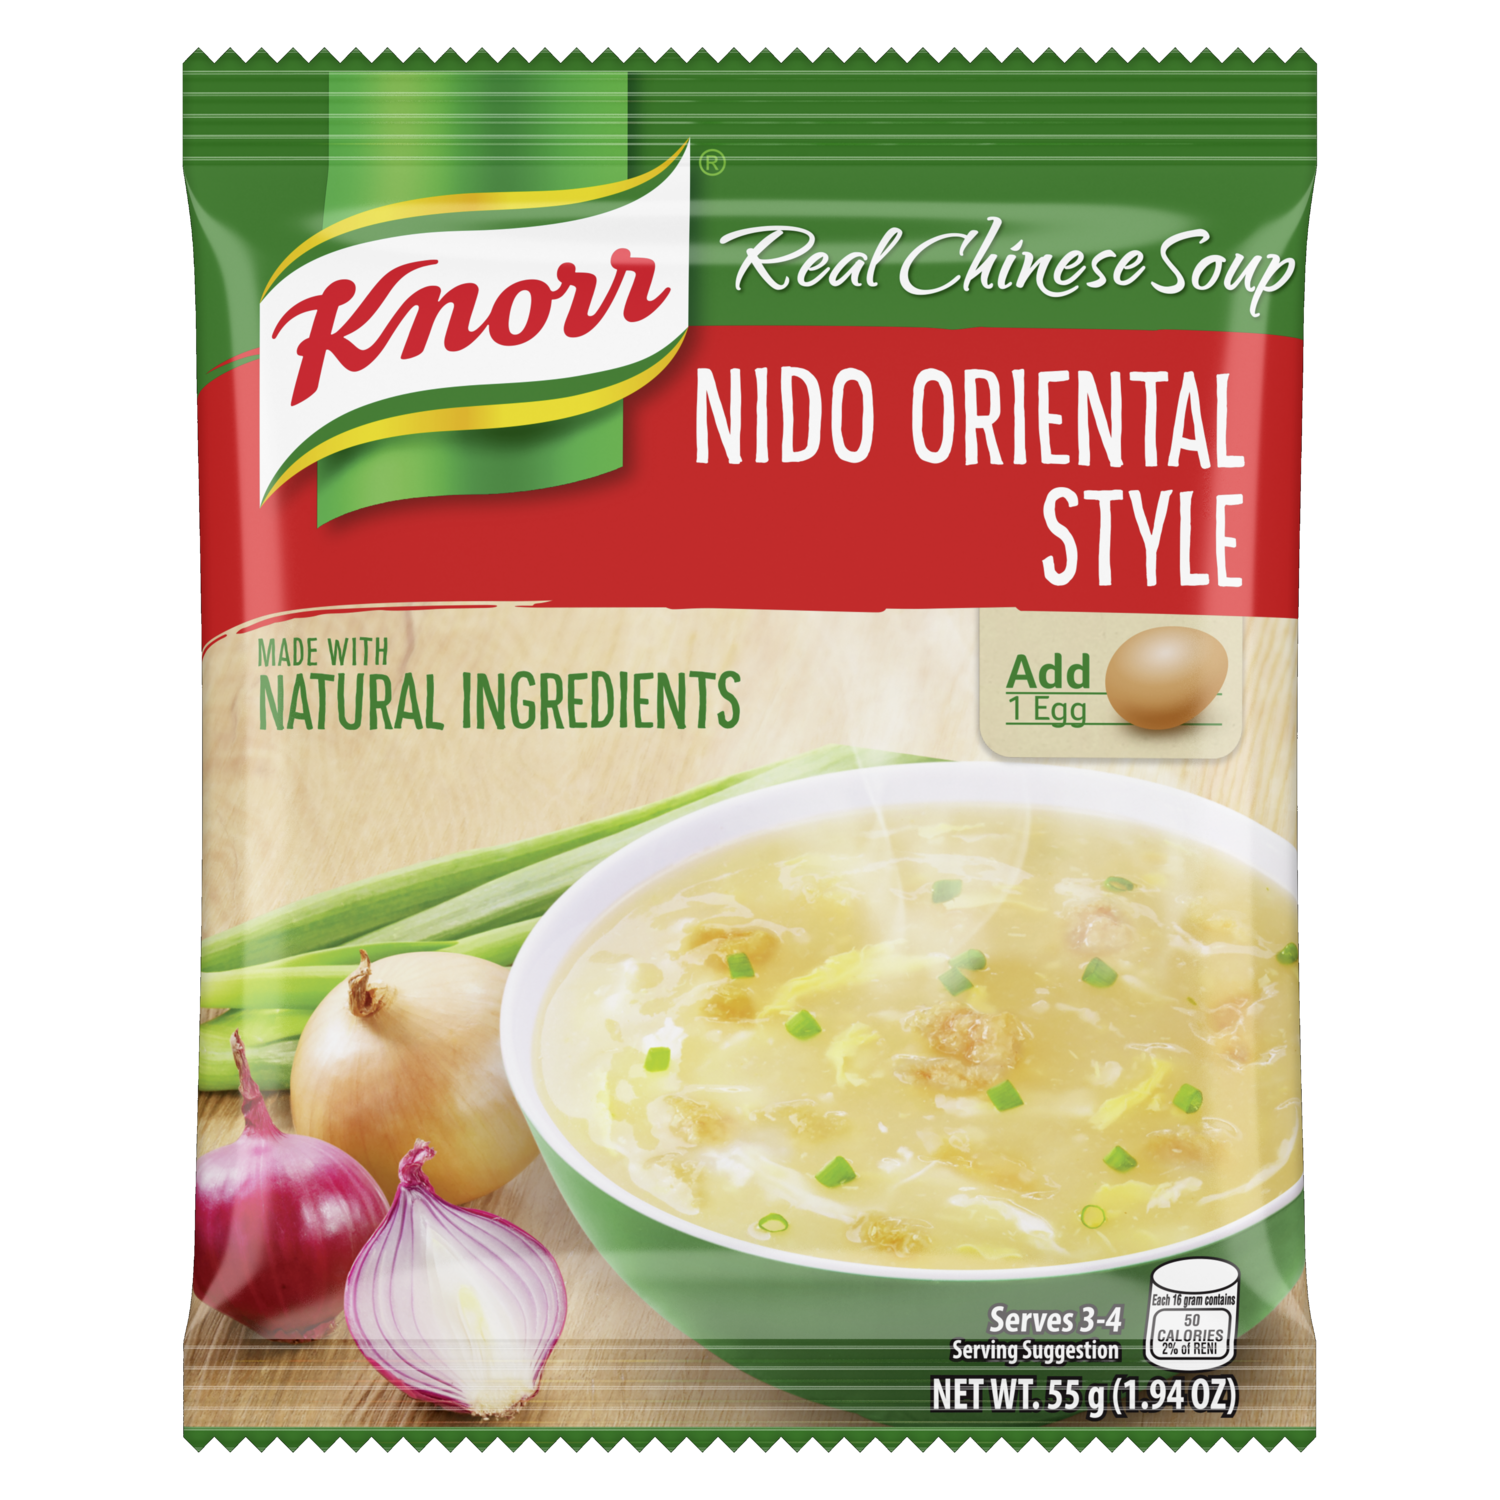 Knorr®
Real Chinese Soup
NIDO ORIENTAL
STYLE
MADE WITH
NATURAL INGREDIENTS
Add
1 Egg
Each 16 gram contains
50
CALORIES
2% of RENI
Serves 3-4
Serving Suggestion
NET WT. 55 g (1.94 OZ)